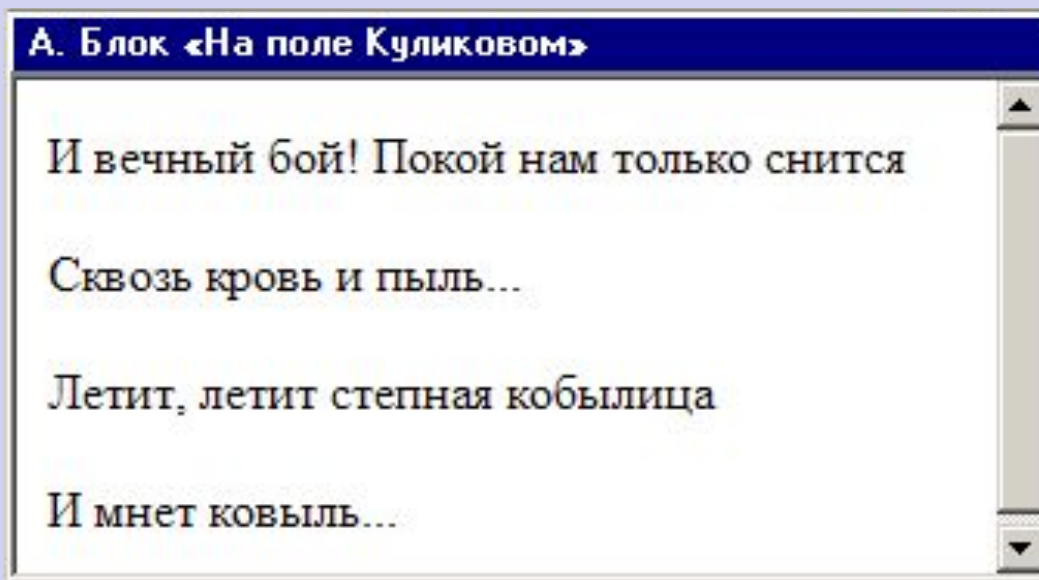 А. Блок «На поле Куликовом»
И вечный бой! Покой нам только снится
Сквозь кровь и пыль...
Летит, летит степная кобылица
И мнет ковыль...